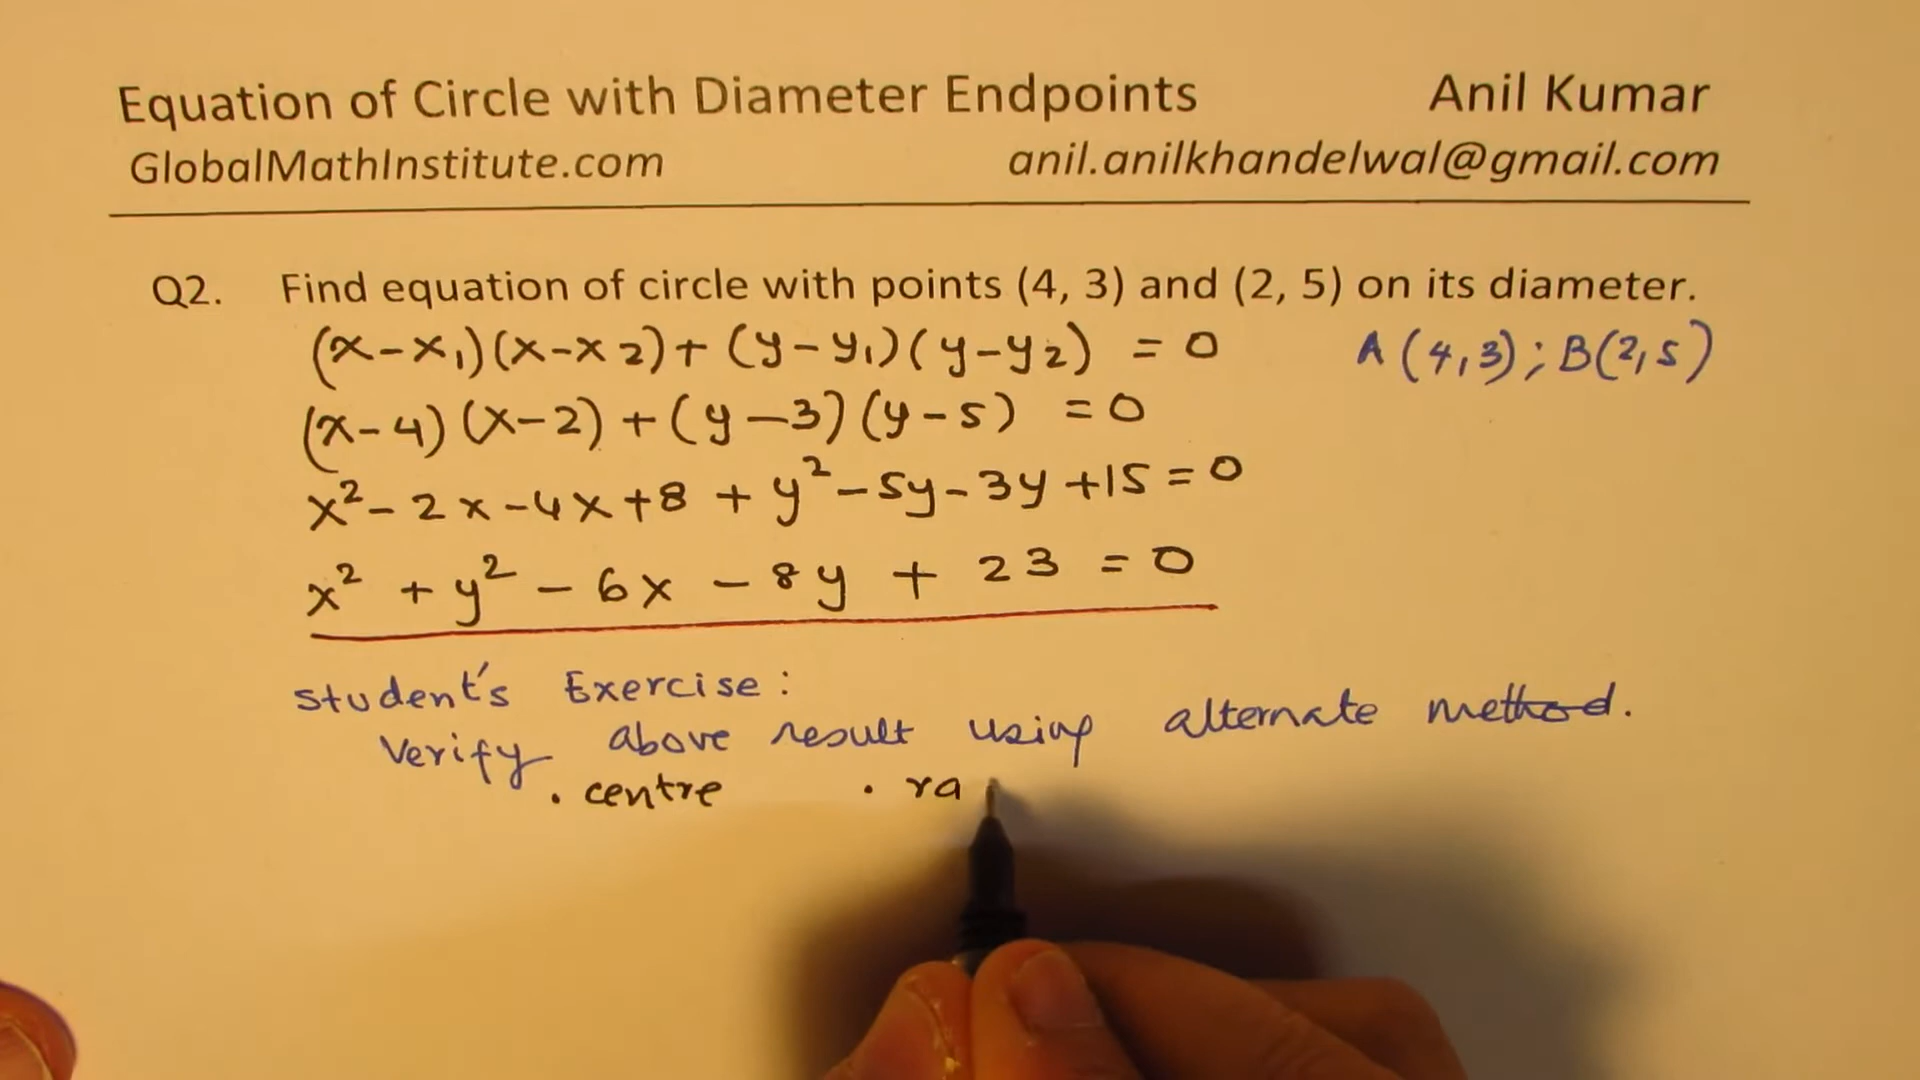 Equation of Circle with Diameter Endpoints Anil Kumar
GlobalMathInstitute.com anil.anilkhandelwal@gmail.com
Q2. Find equation of circle with points (4, 3) and (2, 5) on its diameter.
(x-x₁)(x-x2)+(y-y₁)(y-y2) = 0 A(4,3); B(2,5)
(x-4)(x-2)+(y-3)(y-5) = 0
x²-2x-4x+8+y²-5y-3y+15=0
x² + y² - 6x - 8y + 23 = 0
Student's Exercise:
Verify above result using alternate method.
. centre . ra